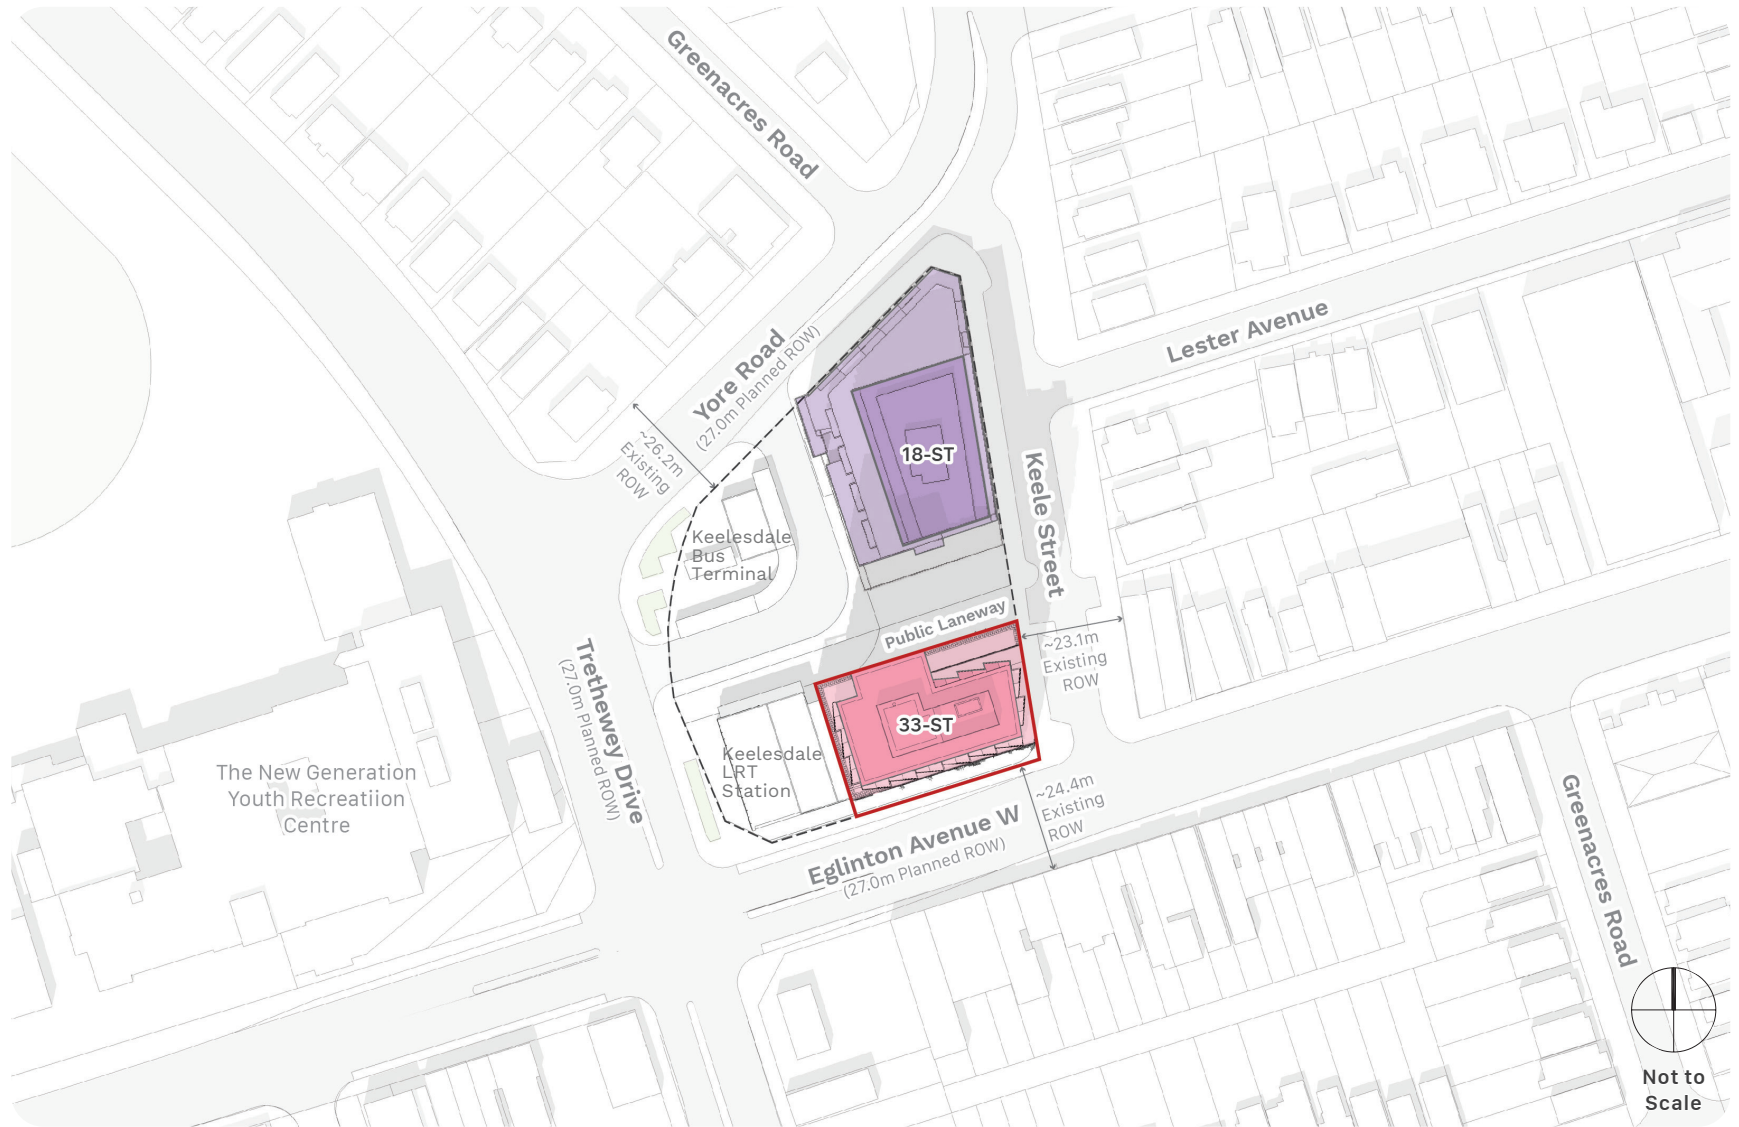 Greenacres Road
Yore Road
(27.0m Planned ROW)
Lester Avenue
~26.2m
Existing
ROW
18-ST
Keele Street
Keelesdale
Bus
Terminal
Public Laneway
~23.1m
Existing
ROW
Trethewey Drive
(27.0m Planned ROW)
33-ST
Keelesdale
LRT
Station
The New Generation
Youth Recreatiion
Centre
~24.4m
Existing
ROW
Eglinton Avenue W
(27.0m Planned ROW)
Greenacres Road
Not to
Scale